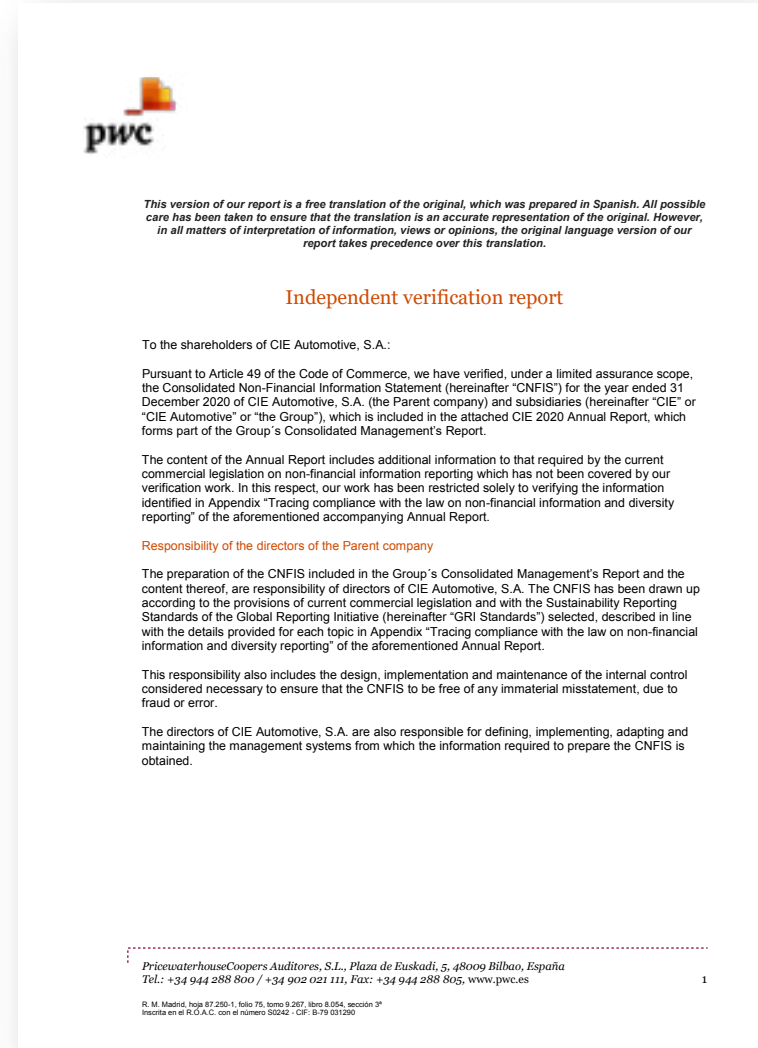 pwc
This version of our report is a free translation of the original, which was prepared in Spanish. All possible
care has been taken to ensure that the translation is an accurate representation of the original. However,
in all matters of interpretation of information, views or opinions, the original language version of our
report takes precedence over this translation.
Independent verification report
To the shareholders of CIE Automotive, S.A.:
Pursuant to Article 49 of the Code of Commerce, we have verified, under a limited assurance scope,
the Consolidated Non-Financial Information Statement (hereinafter “CNFIS”) for the year ended 31
December 2020 of CIE Automotive, S.A. (the Parent company) and subsidiaries (hereinafter “CIE” or
“CIE Automotive” or “the Group”), which is included in the attached CIE 2020 Annual Report, which
forms part of the Group´s Consolidated Management’s Report.
The content of the Annual Report includes additional information to that required by the current
commercial legislation on non-financial information reporting which has not been covered by our
verification work. In this respect, our work has been restricted solely to verifying the information
identified in Appendix “Tracing compliance with the law on non-financial information and diversity
reporting” of the aforementioned accompanying Annual Report.
Responsibility of the directors of the Parent company
The preparation of the CNFIS included in the Group´s Consolidated Management’s Report and the
content thereof, are responsibility of directors of CIE Automotive, S.A. The CNFIS has been drawn up
according to the provisions of current commercial legislation and with the Sustainability Reporting
Standards of the Global Reporting Initiative (hereinafter “GRI Standards”) selected, described in line
with the details provided for each topic in Appendix “Tracing compliance with the law on non-financial
information and diversity reporting” of the aforementioned Annual Report.
This responsibility also includes the design, implementation and maintenance of the internal control
considered necessary to ensure that the CNFIS to be free of any immaterial misstatement, due to
fraud or error.
The directors of CIE Automotive, S.A. are also responsible for defining, implementing, adapting and
maintaining the management systems from which the information required to prepare the CNFIS is
obtained.
PricewaterhouseCoopers Auditores, S.L., Plaza de Euskadi, 5, 48009 Bilbao, España
Tel.: +34 944 288 800 / +34 902 021 111, Fax: +34 944 288 805, www.pwc.es 1
R. M. Madrid, hoja 87.250-1, folio 75, tomo 9.267, libro 8.054, sección 3ª
Inscrita en el R.O.A.C. con el número S0242 - CIF: B-79 031290